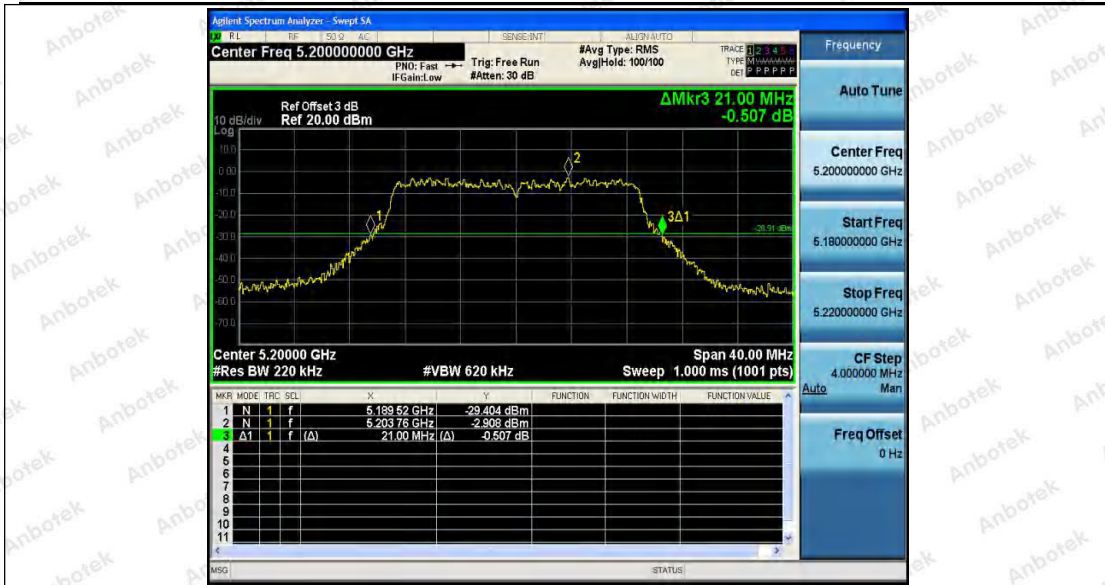 Agilent Spectrum Analyzer - Swept SA
RL RF 50 Ω AC SENSE:INT ALIGN AUTO
Center Freq 5.200000000 GHz
PNO: Fast
IFGain:Low
Trig: Free Run
#Atten: 30 dB
#Avg Type: RMS
Avg|Hold: 100/100
TRACE 1 2 3 4 5 6
TYPE M
DET P P P P P P
ΔMkr3 21.00 MHz
-0.507 dB
Ref Offset 3 dB
10 dB/div Ref 20.00 dBm
Log
10.0
0.00
-10.0
-20.0
-30.0
-40.0
-50.0
-60.0
-70.0
1
2
3Δ1
-28.91 dBm
Center 5.20000 GHz Span 40.00 MHz
#Res BW 220 kHz #VBW 620 kHz Sweep 1.000 ms (1001 pts)
MKR MODE TRC SCL X Y FUNCTION FUNCTION WIDTH FUNCTION VALUE
1 N 1 f 5.189 52 GHz -29.404 dBm
2 N 1 f 5.203 76 GHz -2.908 dBm
3 Δ1 1 f (Δ) 21.00 MHz (Δ) -0.507 dB
4
5
6
7
8
9
10
11
MSG STATUS
Frequency
Auto Tune
Center Freq
5.200000000 GHz
Start Freq
5.180000000 GHz
Stop Freq
5.220000000 GHz
CF Step
4.000000 MHz
Auto Man
Freq Offset
0 Hz
Anbotek